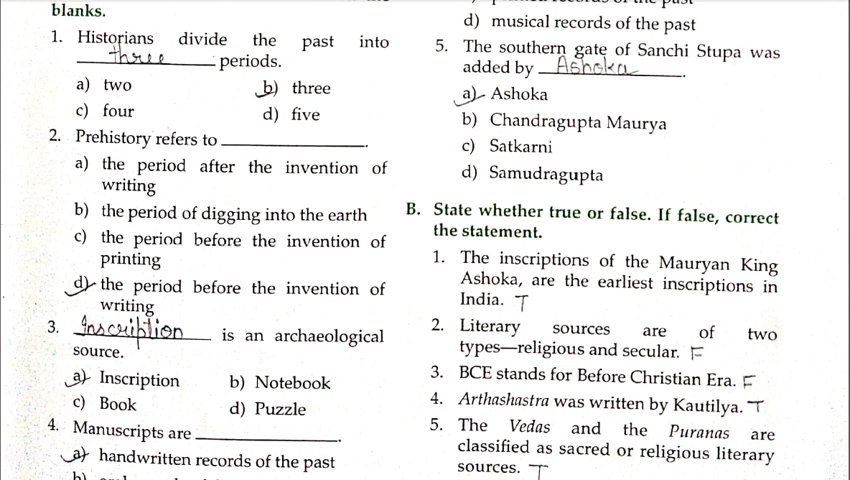 blanks.
1. Historians divide the past into
three periods.
a) two
b) three
c) four
d) five
2. Prehistory refers to
a) the period after the invention of
writing
b) the period of digging into the earth
c) the period before the invention of
printing
d) the period before the invention of
writing
3. Inscription is an archaeological
source.
a) Inscription
b) Notebook
c) Book
d) Puzzle
4. Manuscripts are
a) handwritten records of the past
d) musical records of the past
5. The southern gate of Sanchi Stupa was
added by Ashoka.
a) Ashoka
b) Chandragupta Maurya
c) Satkarni
d) Samudragupta
B. State whether true or false. If false, correct
the statement.
1. The inscriptions of the Mauryan King
Ashoka, are the earliest inscriptions in
India. T
2. Literary sources are of two
types—religious and secular. F
3. BCE stands for Before Christian Era. F
4. Arthashastra was written by Kautilya. T
5. The Vedas and the Puranas are
classified as sacred or religious literary
sources. T